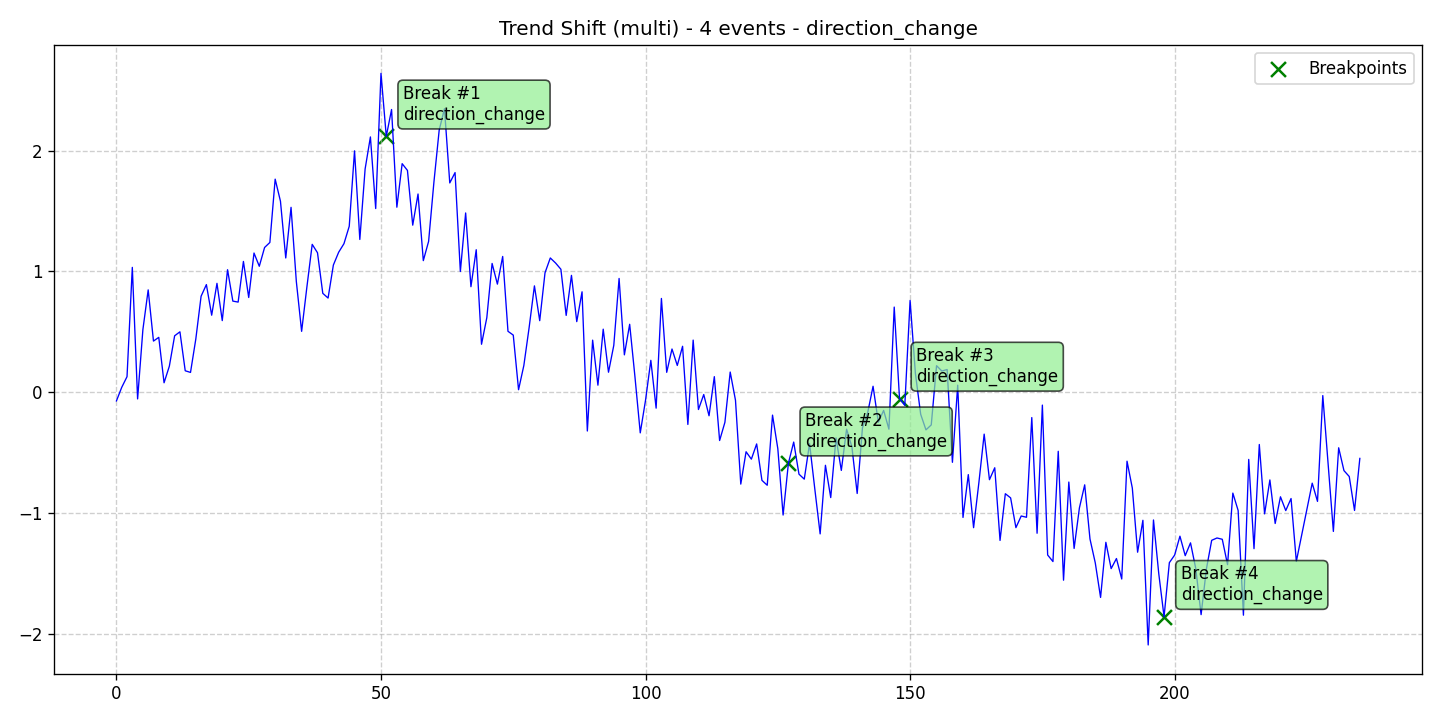 Trend Shift (multi) - 4 events - direction_change
Breakpoints
Break #1
direction_change
Break #3
direction_change
Break #2
direction_change
Break #4
direction_change
2
1
0
−1
−2
0
50
100
150
200